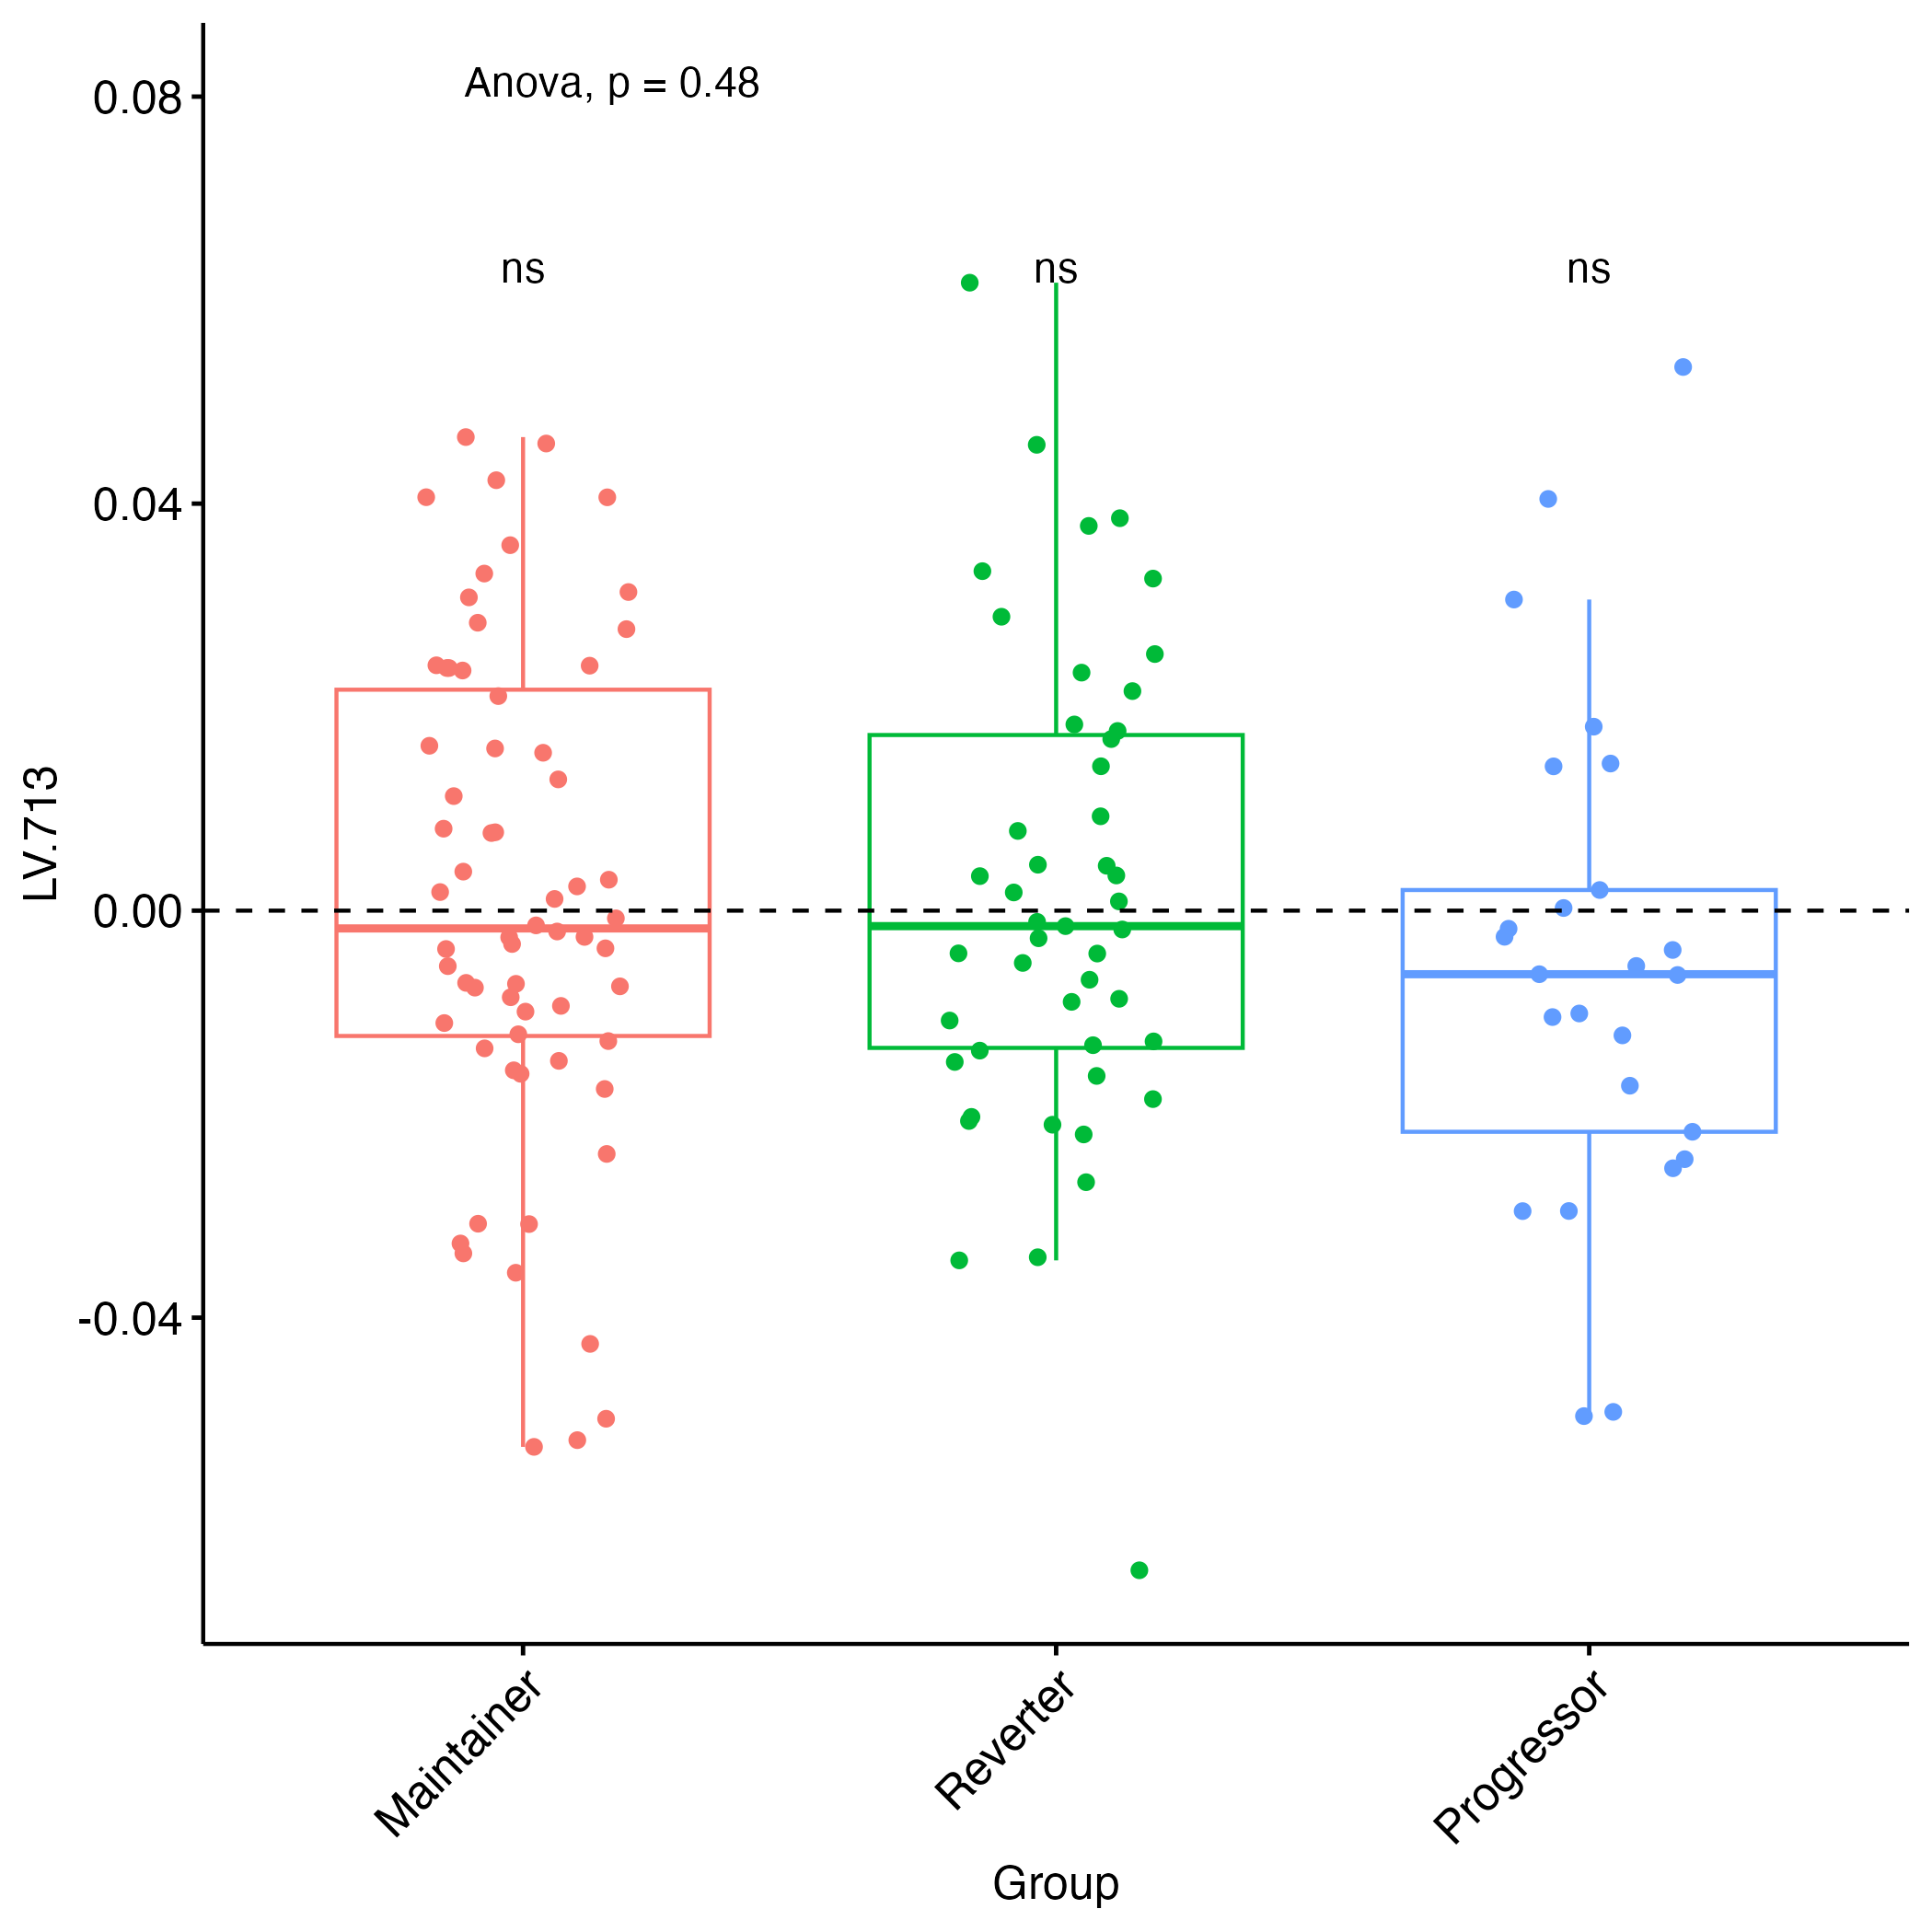 Anova, p = 0.48
0.08
ns ns ns
0.04
0.00
-0.04
LV.713
Maintainer Reverter Progressor
Group